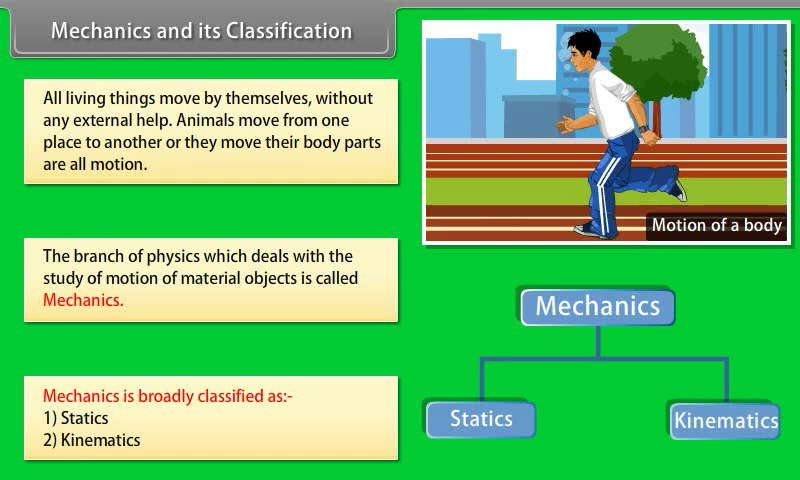 Mechanics and its Classification
All living things move by themselves, without
any external help. Animals move from one
place to another or they move their body parts
are all motion.
The branch of physics which deals with the
study of motion of material objects is called
Mechanics.
Mechanics is broadly classified as:-
1) Statics
2) Kinematics
Motion of a body
Mechanics
Statics
Kinematics